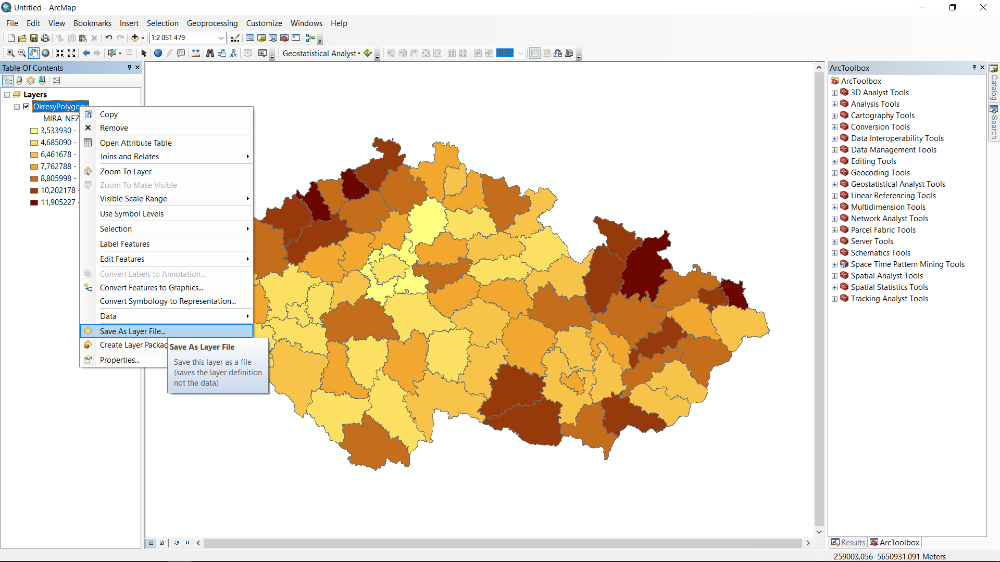 Untitled - ArcMap
File Edit View Bookmarks Insert Selection Geoprocessing Customize Windows Help
1:2 051 479
Geostatistical Analyst
100%
Table Of Contents
Layers
OkresyPolygony
MIRA_NEZ
3,533930 -
4,685090 -
6,461678 -
7,762788 -
8,805998 -
10,202178 -
11,905227 -
Copy
Remove
Open Attribute Table
Joins and Relates
Zoom To Layer
Zoom To Make Visible
Visible Scale Range
Use Symbol Levels
Selection
Label Features
Edit Features
Convert Labels to Annotation...
Convert Features to Graphics...
Convert Symbology to Representation...
Data
Save As Layer File...
Create Layer Packag
Properties...
Save As Layer File
Save this layer as a file
(saves the layer definition
not the data)
ArcToolbox
ArcToolbox
3D Analyst Tools
Analysis Tools
Cartography Tools
Conversion Tools
Data Interoperability Tools
Data Management Tools
Editing Tools
Geocoding Tools
Geostatistical Analyst Tools
Linear Referencing Tools
Multidimension Tools
Network Analyst Tools
Parcel Fabric Tools
Server Tools
Schematics Tools
Space Time Pattern Mining Tools
Spatial Analyst Tools
Spatial Statistics Tools
Tracking Analyst Tools
Catalog
Search
Results ArcToolbox
259003,056 5650931,091 Meters